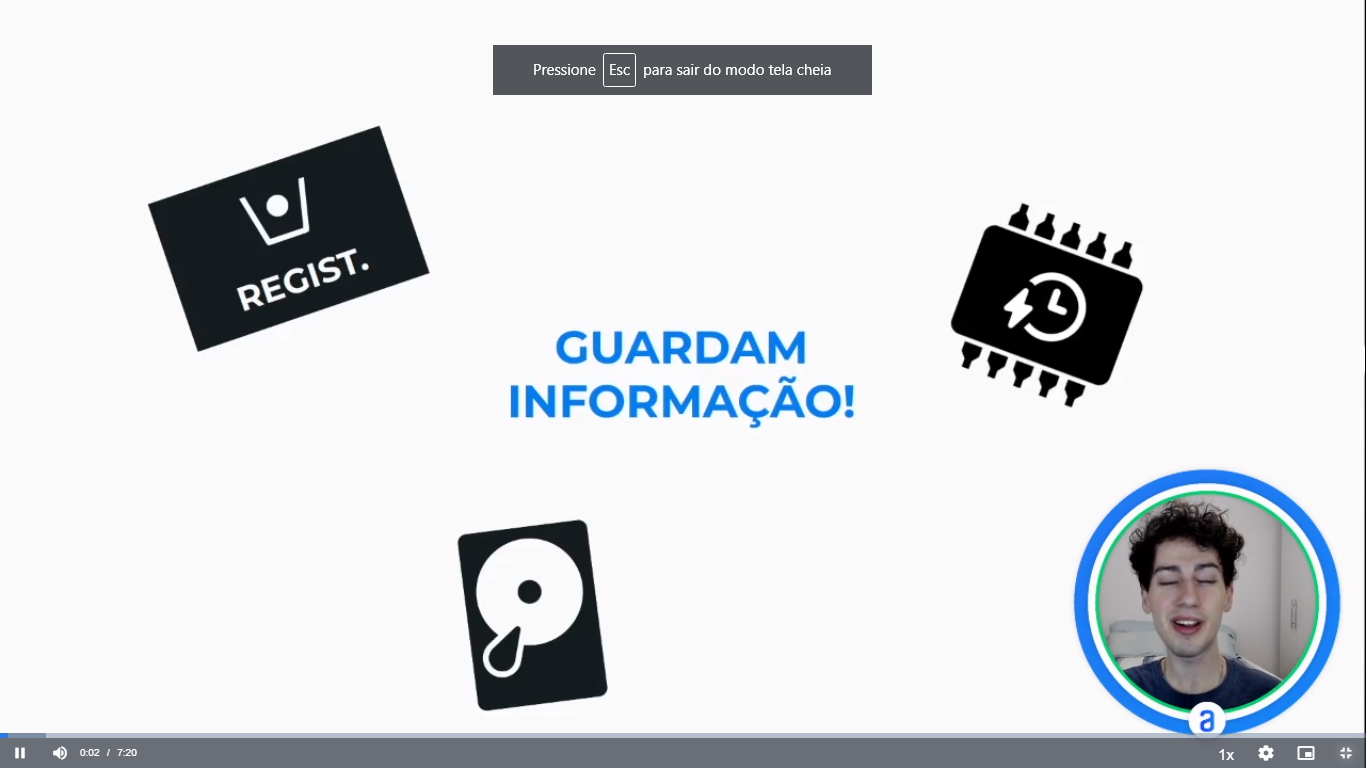 Pressione Esc para sair do modo tela cheia
REGIST.
GUARDAM
INFORMAÇÃO!
a
0:02 / 7:20
1x